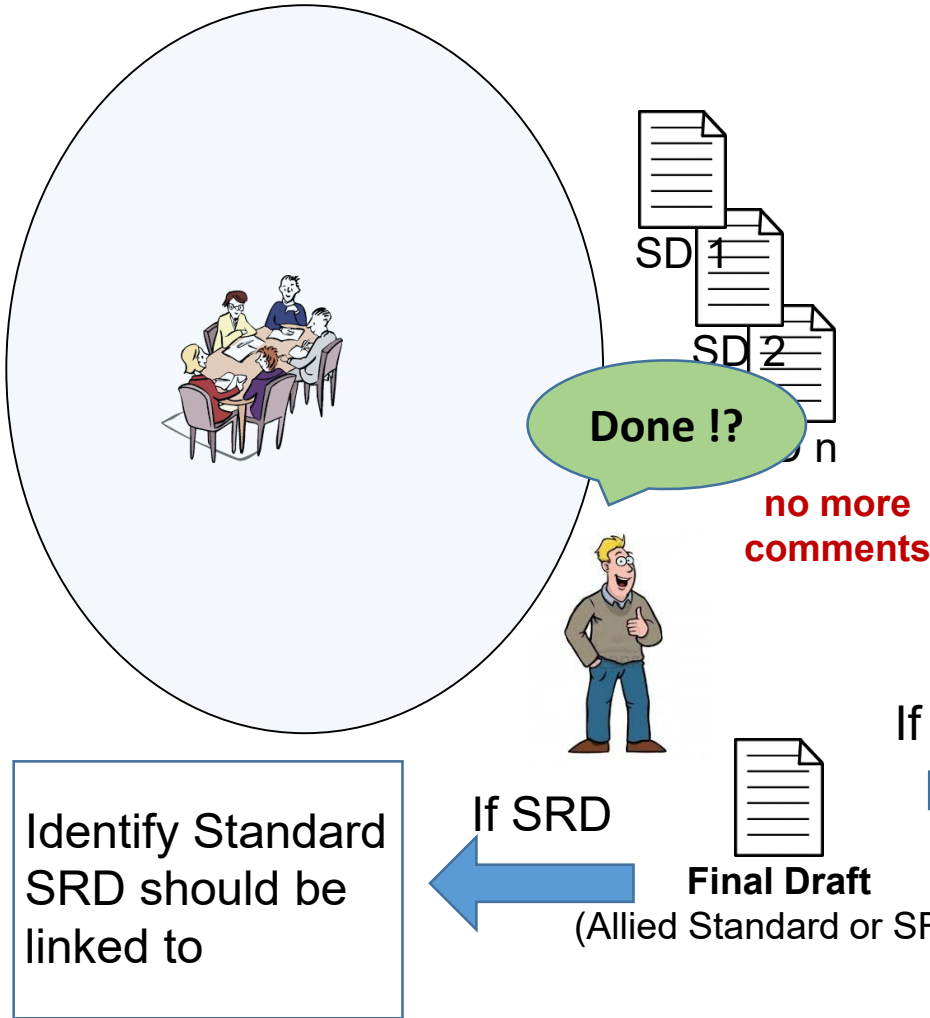 SD 1
SD 2
Done !?
n
no more
comments
If
If SRD
Identify Standard
SRD should be
linked to
Final Draft
(Allied Standard or